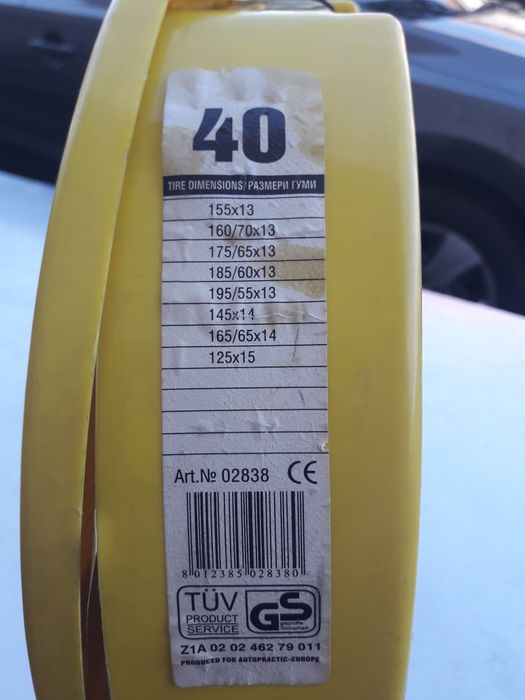 40
TIRE DIMENSIONS/РАЗМЕРИ ГУМИ
155x13
160/70x13
175/65x13
185/60x13
195/55x13
145x14
165/65x14
125x15
Art.№ 02838 CE
8 012385 028380
TÜV
PRODUCT
SERVICE
GS
geprüfte
Sicherheit
Z1A 02 02 462 79 011
PRODUCED FOR AUTOPRACTIC-EUROPE